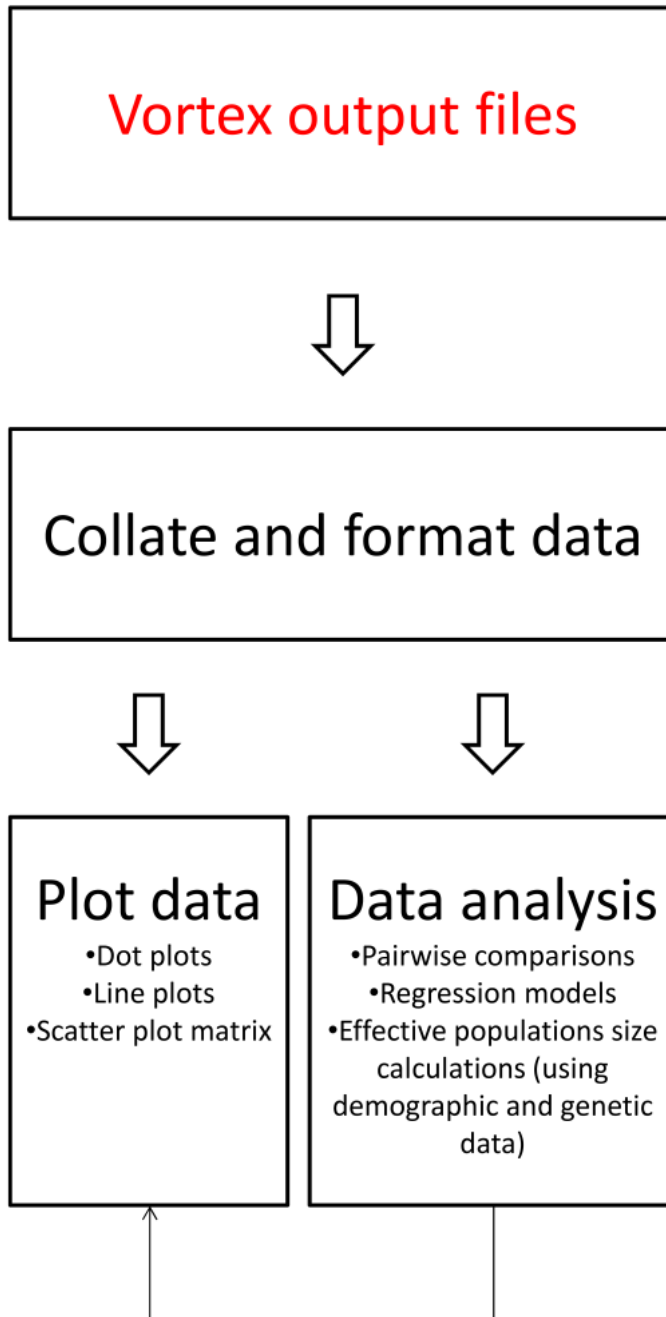 Vortex output files
Collate and format data
Plot data
•Dot plots
•Line plots
•Scatter plot matrix
Data analysis
•Pairwise comparisons
•Regression models
•Effective populations size
calculations (using
demographic and genetic
data)